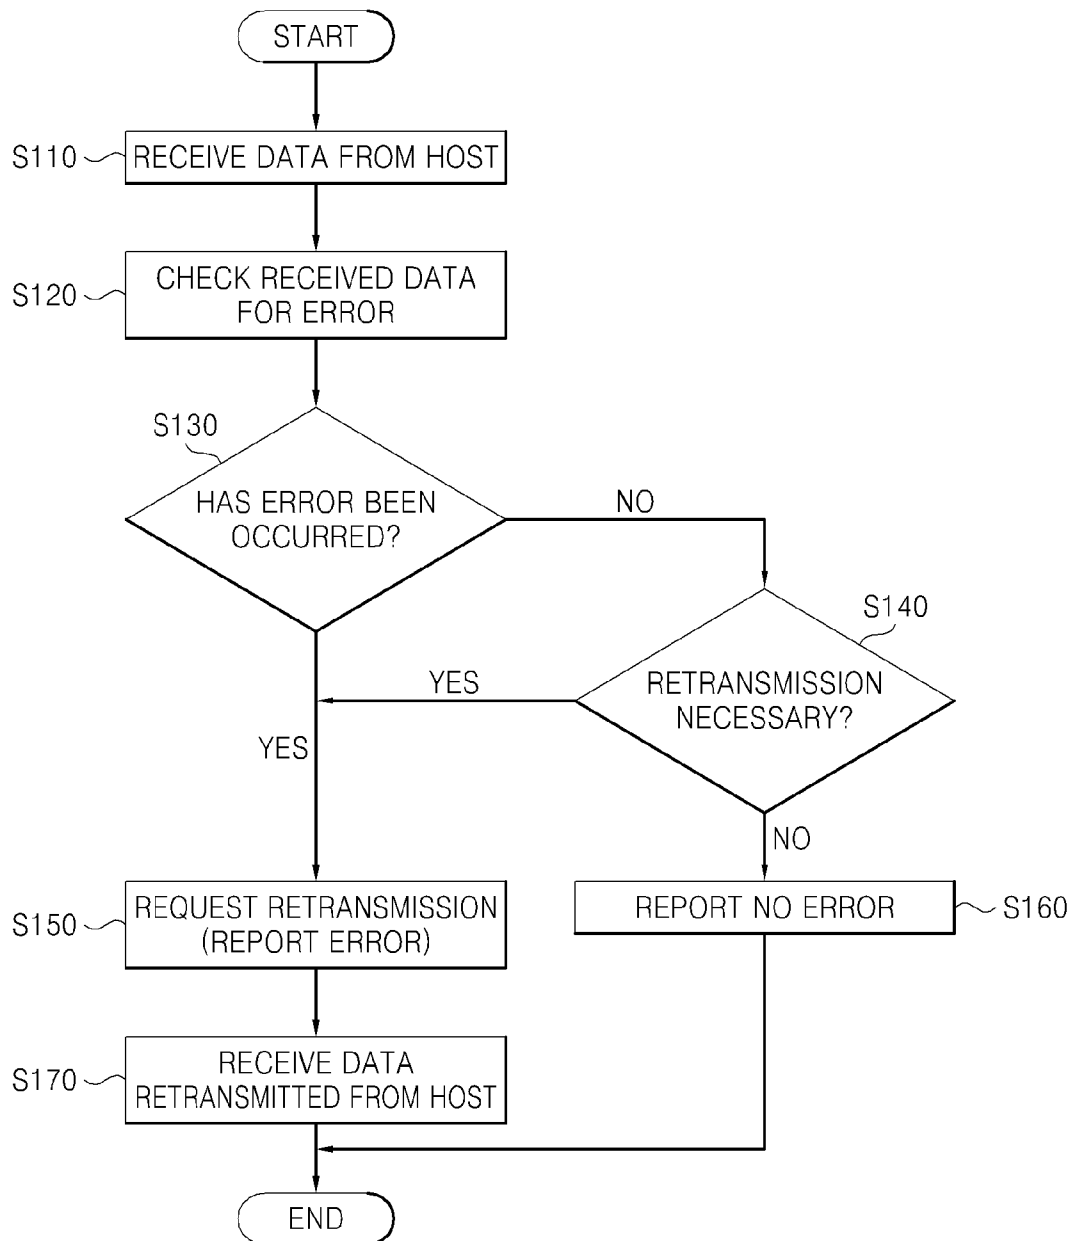 START
S110
RECEIVE DATA FROM HOST
S120
CHECK RECEIVED DATA
FOR ERROR
S130
HAS ERROR BEEN
OCCURRED?
NO
S140
RETRANSMISSION
NECESSARY?
YES
YES
NO
S150
REQUEST RETRANSMISSION
(REPORT ERROR)
REPORT NO ERROR
S160
S170
RECEIVE DATA
RETRANSMITTED FROM HOST
END